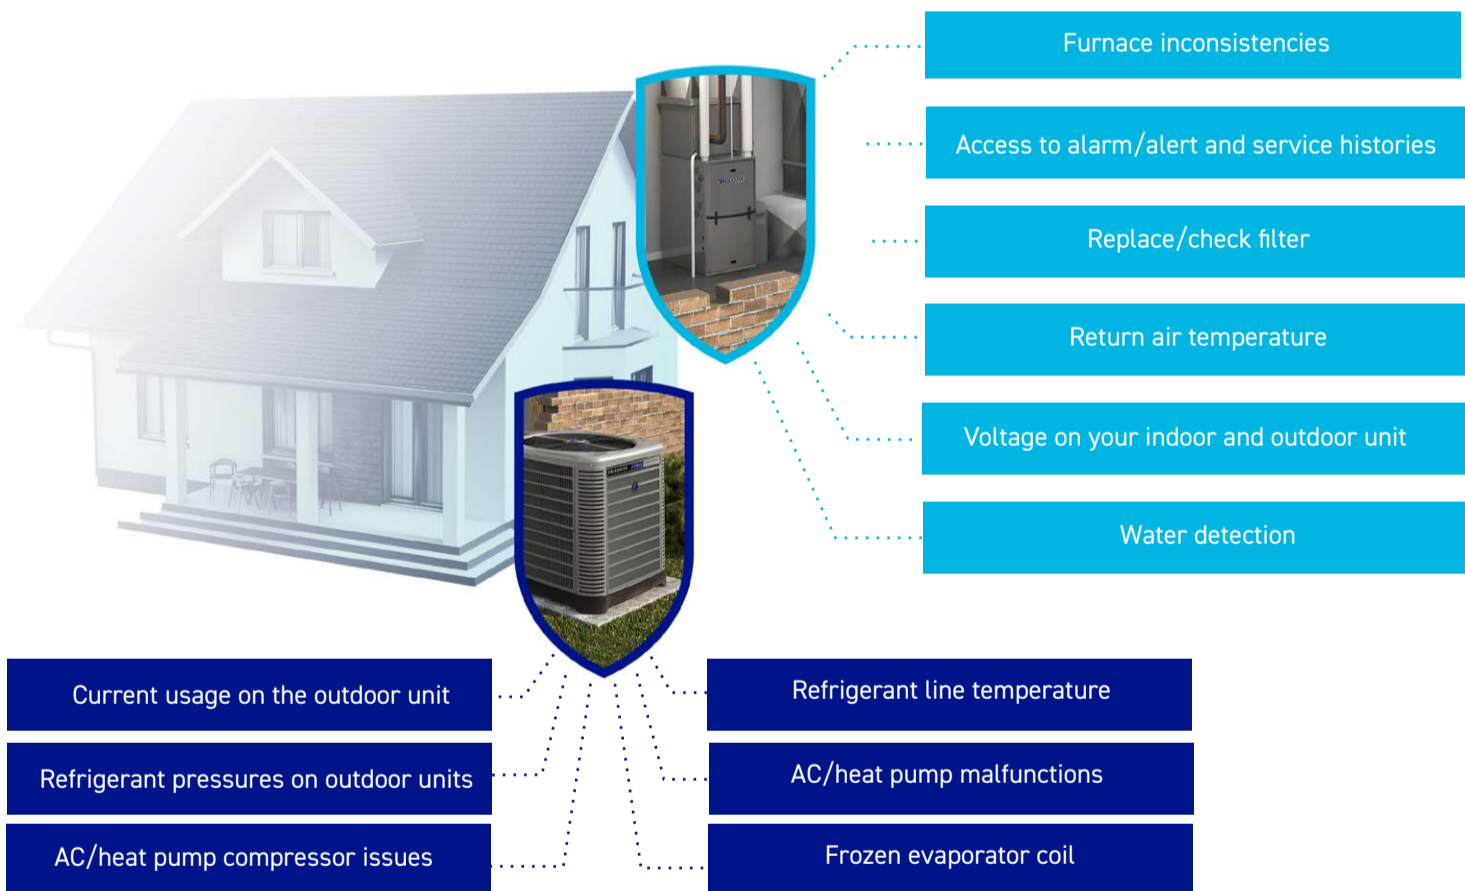 Furnace inconsistencies
Access to alarm/alert and service histories
Replace/check filter
Return air temperature
Voltage on your indoor and outdoor unit
Water detection
Current usage on the outdoor unit
Refrigerant line temperature
Refrigerant pressures on outdoor units
AC/heat pump malfunctions
AC/heat pump compressor issues
Frozen evaporator coil